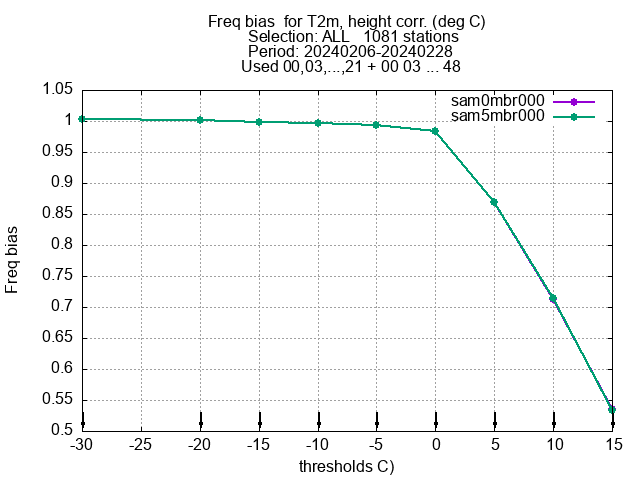 Freq bias  for T2m, height corr. (deg C)
Selection: ALL   1081 stations
Period: 20240206-20240228
Used 00,03,...,21 + 00 03 ... 48
sam0mbr000
sam5mbr000
1.05
1
0.95
0.9
0.85
0.8
0.75
0.7
0.65
0.6
0.55
0.5
Freq bias
-30 -25 -20 -15 -10 -5 0 5 10 15
thresholds C)